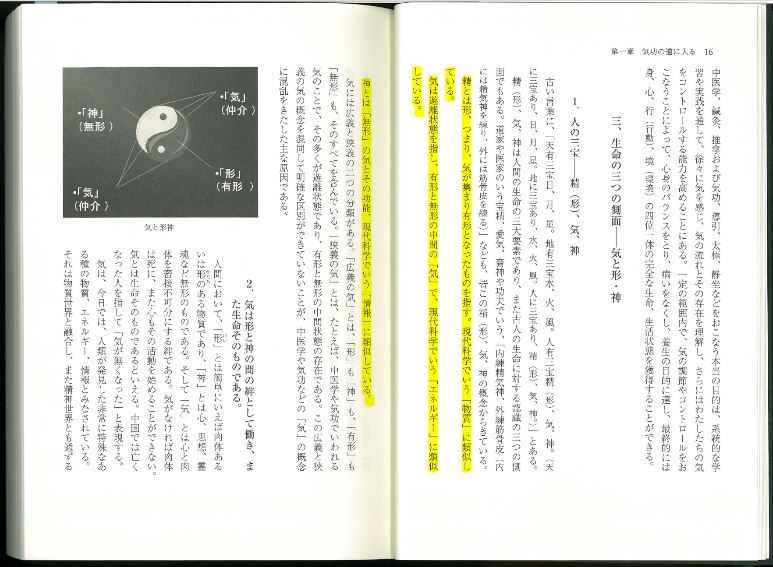 第一章　気功の道に入る　16
中医学、鍼灸、推拿および気功、導引、太極、静坐などをおこなう本当の目的は、系統的な学
習や実践を通して、徐々に気を感じ、気の流れとその存在を理解し、さらにはわたしたちの気
をコントロールする能力を高めることにある。一定の範囲内で、気の調節やコントロールをお
こなうことによって、心身のバランスをとり、病いをなくし、養生の目的に達し、最終的には
身、心、行（行動）、境（環境）の四位一体の完全な生命、生活状態を獲得することができる。
三、生命の三つの側面――気と形・神
1．人の三宝　精（形）、気、神
古い言葉に、「天有三宝日、月、星。地有三宝水、火、風。人有三宝精（形）、気、神。（天
に三宝あり、日、月、星。地に三宝あり、水、火、風。人に三宝あり、精（形）、気、神。）」とある。
精（形）、気、神は人間の生命の三大要素であり、また古人の生命に対する認識の三つの側
面でもある。道家や医家のいう宝精、愛気、嗇神や功夫でいう、「内練精気神、外練筋骨皮（内
には精気神を練り、外には筋骨皮を練る）」なども、皆この精（形）、気、神の概念からきている。
精とは形、つまり、気が集まり有形となったものを指す。現代科学でいう「物質」に類似し
ている。
気は遊離状態を指し、有形と無形の中間の「気」で、現代科学でいう「エネルギー」に類似
している。
神とは「無形」の気とその功能、現代科学でいう「情報」に類似している。
気には広義と狭義の二つの分類がある。「広義の気」とは、「形」も「神」も、「有形」も
「無形」も、そのすべてを含んでいる。「狭義の気」とは、たとえば、中医学や気功でいわれる
気のことで、その多くが遊離状態であり、有形と無形の中間状態の存在である。この広義と狭
義の気の概念を混同して明確な区別ができていないことが、中医学や気功などの「気」の概念
に混乱をきたした主な原因である。
・「気」
（仲介）
・「神」
（無形）
・「形」
（有形）
・「気」
（仲介）
気と形神
2．気は形と神の間の絆として働き、ま
た生命そのものである。
人間において、「形」とは簡単にいえば肉体ある
いは形のある物質であり、「神」とは心、思想、霊
魂など無形のものである。そして「気」とは心と肉
体を密接不可分にする絆である。気がなければ肉体
は死に、また心もその活動を始めることができない。
気とは生命そのものであるといえる。中国では亡く
なった人を指して「気が無くなった」と表現する。
気は、今日では、人類が発見した非常に特殊なあ
る種の物質、エネルギー、情報とみなされている。
それは物質世界と融合し、また精神世界とも通ずる